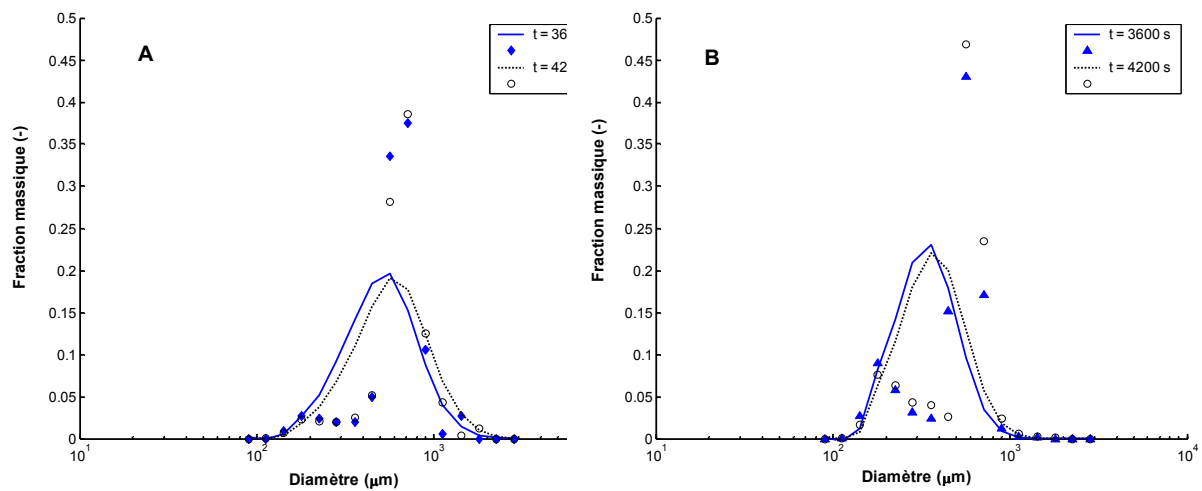 0.5
0.45
0.4
0.35
0.3
0.25
0.2
0.15
0.1
0.05
0
10^1
10^2
10^3
Fraction massique (-)
Diamètre (µm)
A
t = 36
t = 42
0.5
0.45
0.4
0.35
0.3
0.25
0.2
0.15
0.1
0.05
0
10^1
10^2
10^3
10^4
Fraction massique (-)
Diamètre (µm)
B
t = 3600 s
t = 4200 s